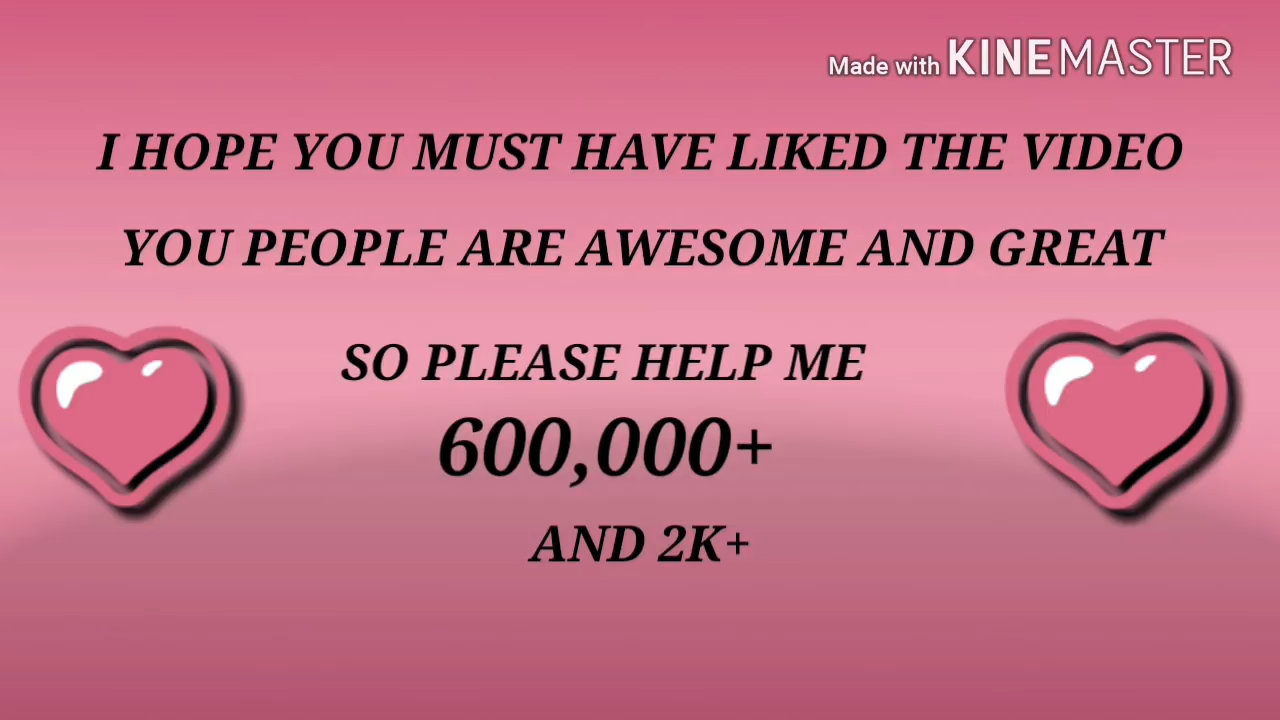 Made with KINEMASTER
I HOPE YOU MUST HAVE LIKED THE VIDEO
YOU PEOPLE ARE AWESOME AND GREAT
SO PLEASE HELP ME
600,000+
AND 2K+